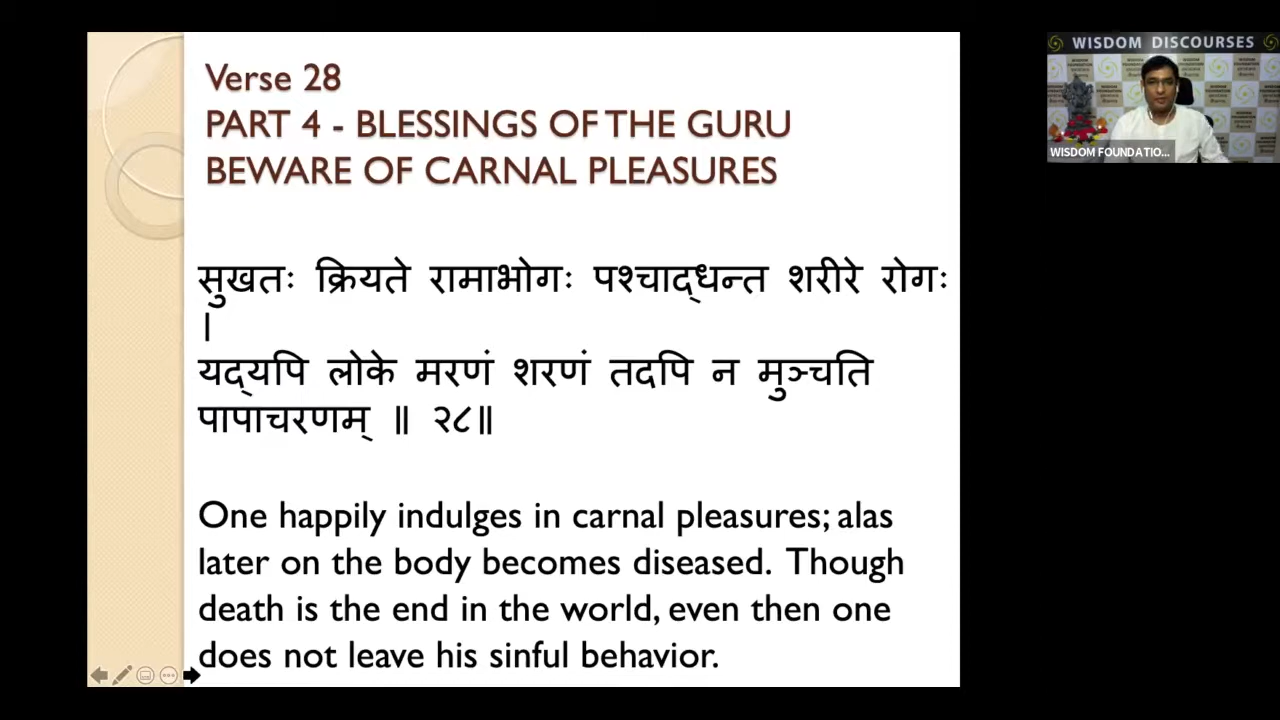 Verse 28
PART 4 - BLESSINGS OF THE GURU
BEWARE OF CARNAL PLEASURES
सुखतः क्रियते रामाभोगः पश्चाद्धन्त शरीरे रोगः
|
यद्यपि लोके मरणं शरणं तदपि न मुञ्चति
पापाचरणम् ॥ २८॥
One happily indulges in carnal pleasures; alas
later on the body becomes diseased. Though
death is the end in the world, even then one
does not leave his sinful behavior.
WISDOM DISCOURSES
WISDOM FOUNDATIO...